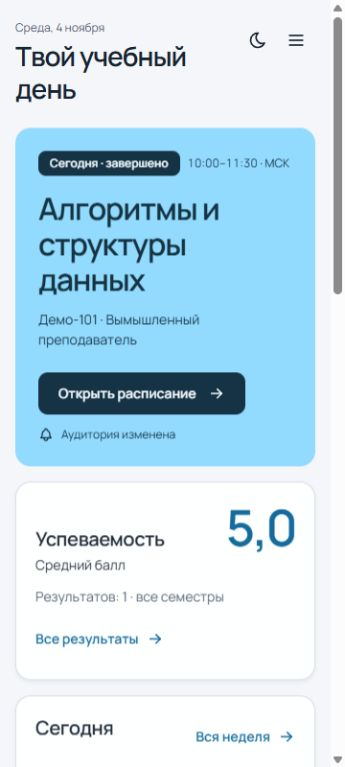 Среда, 4 ноября
Твой учебный
день
Сегодня · завершено
10:00–11:30 · МСК
Алгоритмы и
структуры
данных
Демо-101 · Вымышленный
преподаватель
Открыть расписание →
Аудитория изменена
5,0
Успеваемость
Средний балл
Результатов: 1 · все семестры
Все результаты →
Сегодня
Вся неделя →